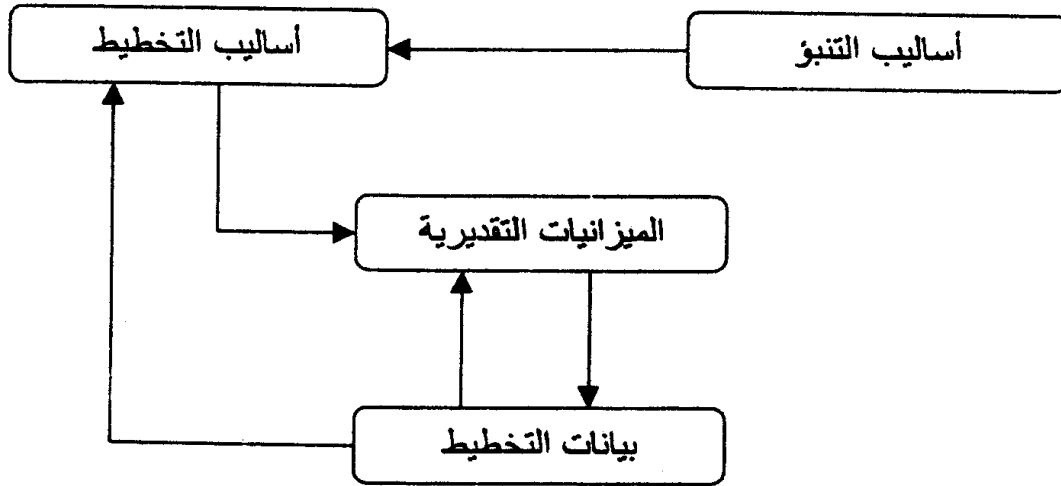 أساليب التنبؤ
أساليب التخطيط
الميزانيات التقديرية
بيانات التخطيط